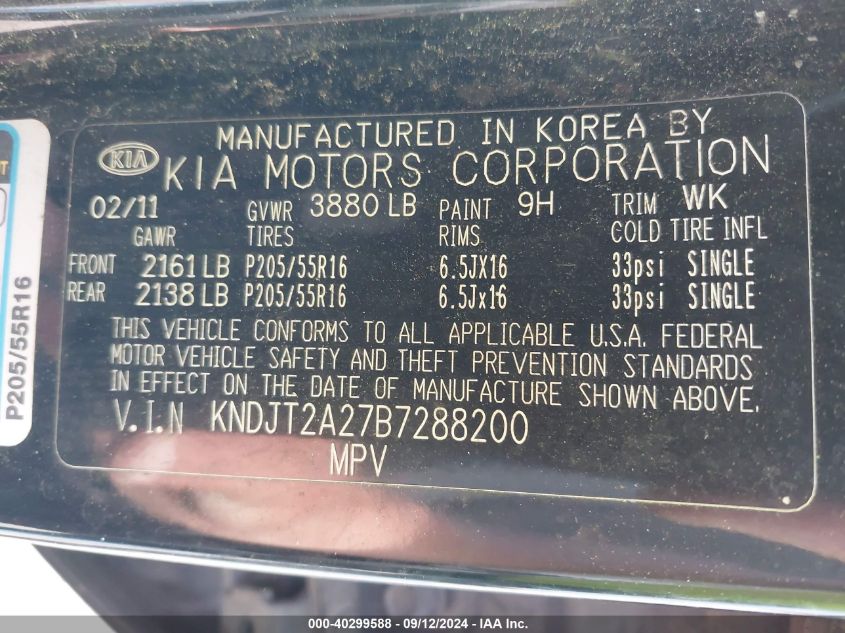 MANUFACTURED IN KOREA BY
KIA KIA MOTORS CORPORATION
02/11 GVWR 3880 LB PAINT 9H TRIM WK
GAWR TIRES RIMS COLD TIRE INFL
FRONT 2161 LB P205/55R16 6.5JX16 33psi SINGLE
REAR 2138 LB P205/55R16 6.5Jx16 33psi SINGLE
THIS VEHICLE CONFORMS TO ALL APPLICABLE U.S.A. FEDERAL
MOTOR VEHICLE SAFETY AND THEFT PREVENTION STANDARDS
IN EFFECT ON THE DATE OF MANUFACTURE SHOWN ABOVE.
V.I.N KNDJT2A27B7288200
MPV
P205/55R16
000-40299588 - 09/12/2024 - IAA, Inc.